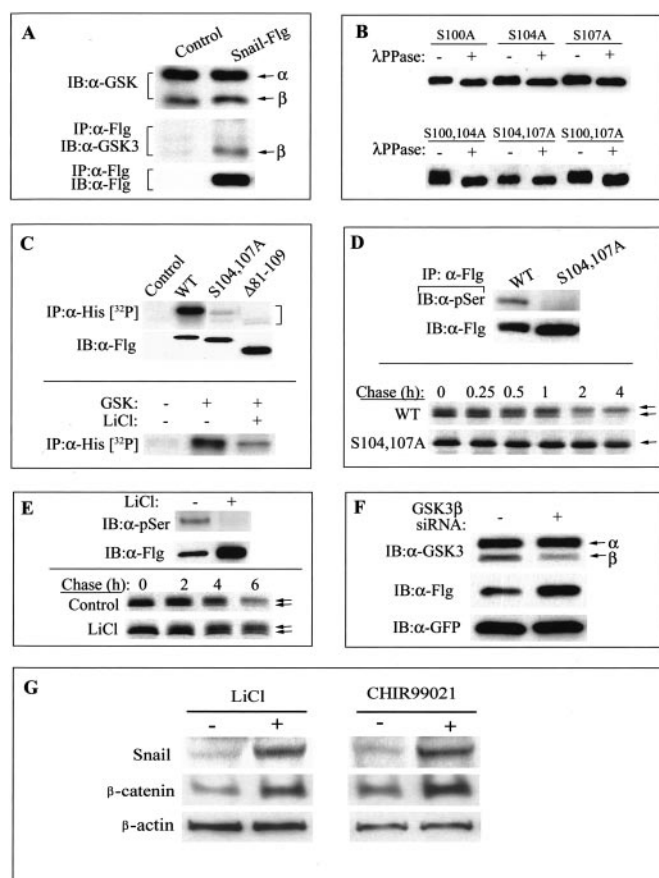 A
Control
Snail-Flg
IB:α-GSK
α
β
IP:α-Flg
IB:α-GSK3
β
IP:α-Flg
IB:α-Flg
B
S100A S104A S107A
λPPase: - + - + - +
S100,104A S104,107A S100,107A
λPPase: - + - + - +
C
Control
WT
S104,107A
Δ81-109
IP:α-His [³²P]
IB:α-Flg
GSK: - + +
LiCl: - - +
IP:α-His [³²P]
D
WT
S104,107A
IP: α-Flg
IB:α-pSer
IB:α-Flg
Chase (h): 0 0.25 0.5 1 2 4
WT
S104,107A
E
LiCl: - +
IB:α-pSer
IB:α-Flg
Chase (h): 0 2 4 6
Control
LiCl
F
GSK3β
siRNA: - +
IB:α-GSK3
α
β
IB:α-Flg
IB:α-GFP
G
LiCl CHIR99021
- + - +
Snail
β-catenin
β-actin